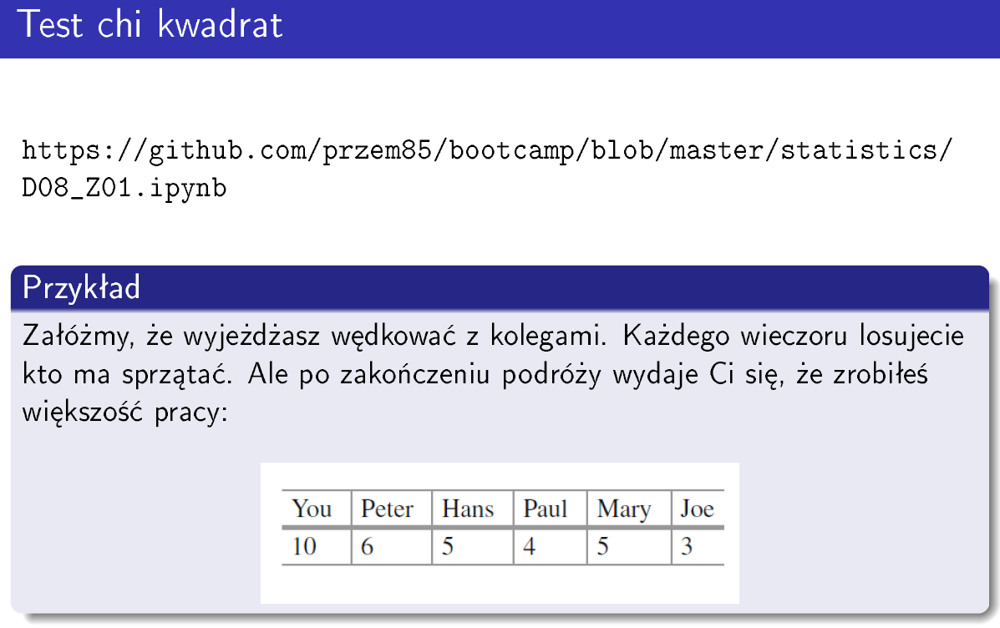 Test chi kwadrat
https://github.com/przem85/bootcamp/blob/master/statistics/
D08_Z01.ipynb
Przykład
Załóżmy, że wyjeżdżasz wędkować z kolegami. Każdego wieczoru losujecie
kto ma sprzątać. Ale po zakończeniu podróży wydaje Ci się, że zrobiłeś
większość pracy:
You Peter Hans Paul Mary Joe
10 6 5 4 5 3